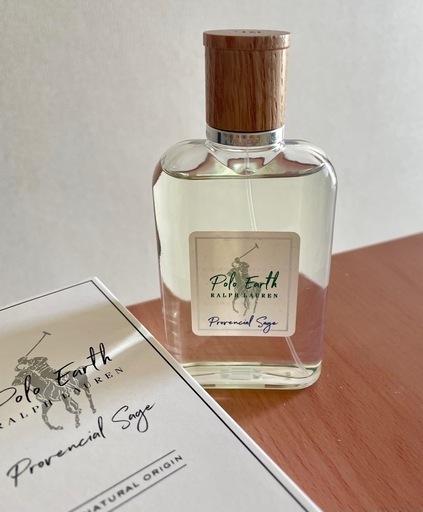 Polo Earth
RALPH LAUREN
Provencial Sage
Polo Earth
RALPH LAUREN
Provencial Sage
NATURAL ORIGIN